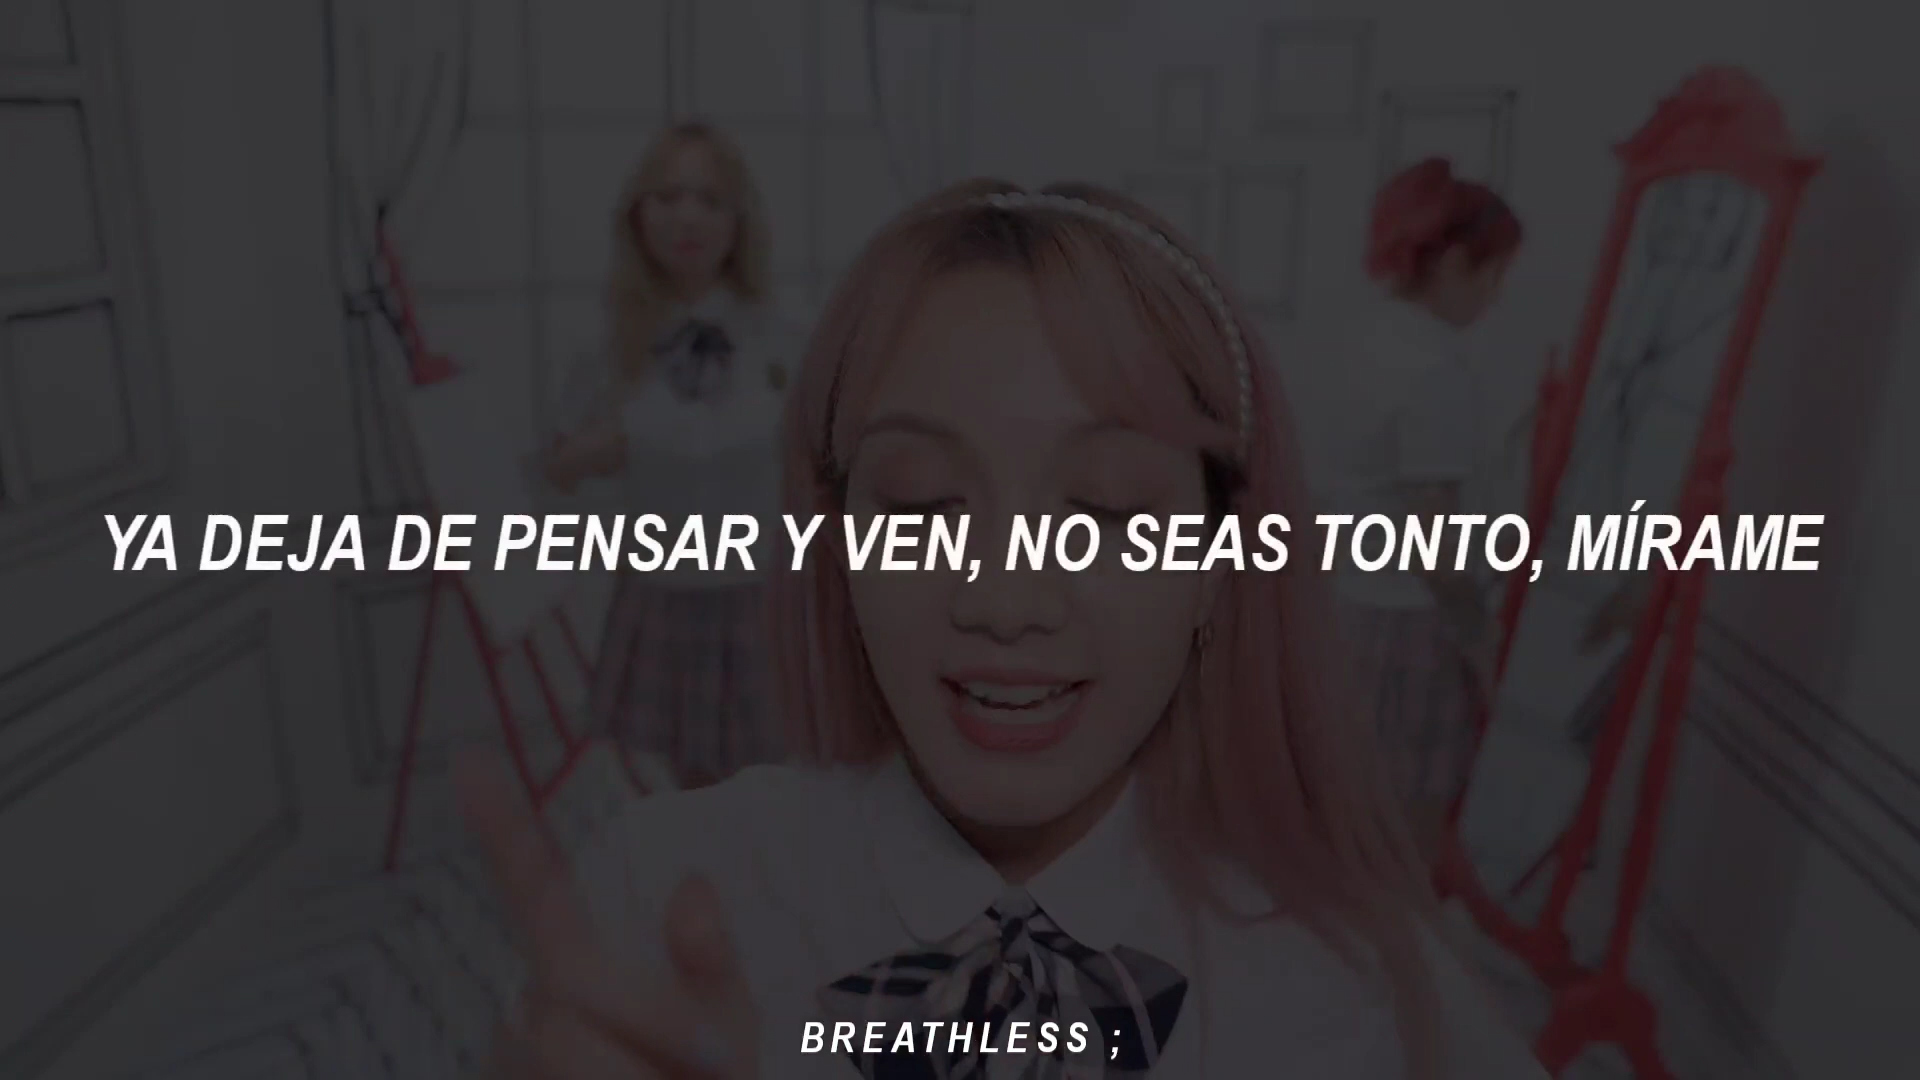 YA DEJA DE PENSAR Y VEN, NO SEAS TONTO, MÍRAME
BREATHLESS ;